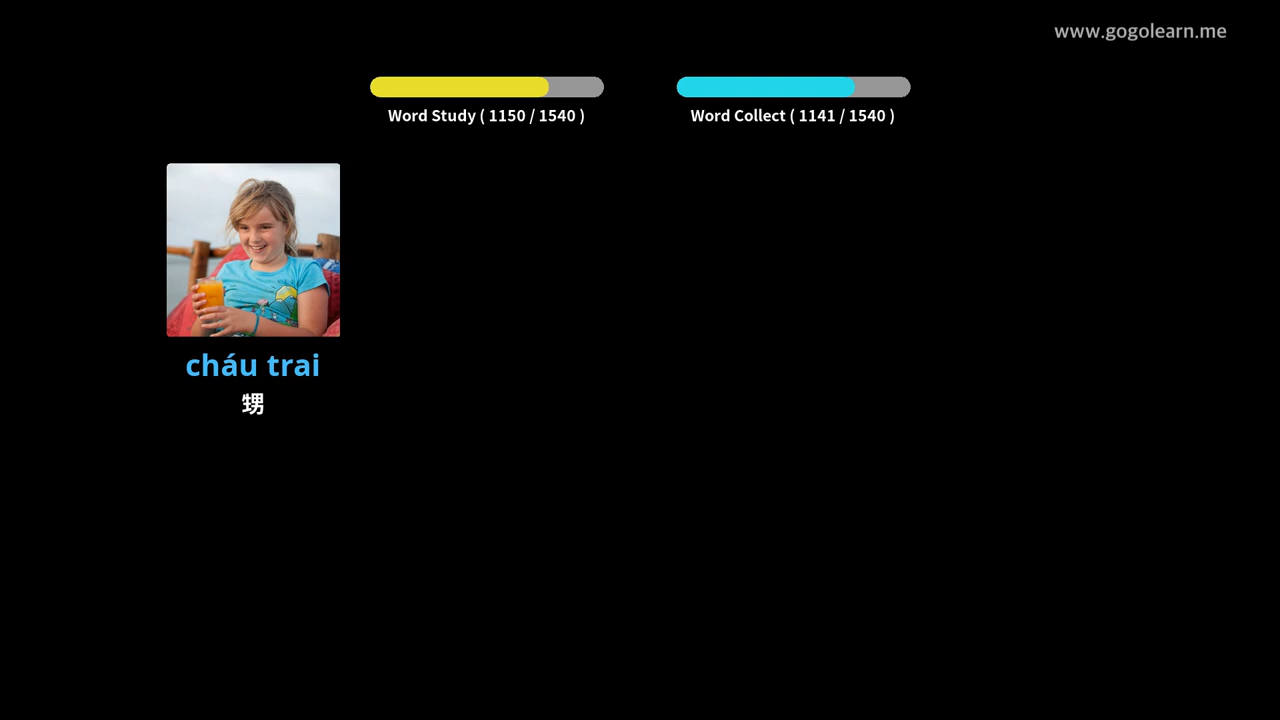 www.gogolearn.me
Word Study ( 1150 / 1540 )
Word Collect ( 1141 / 1540 )
cháu trai
甥